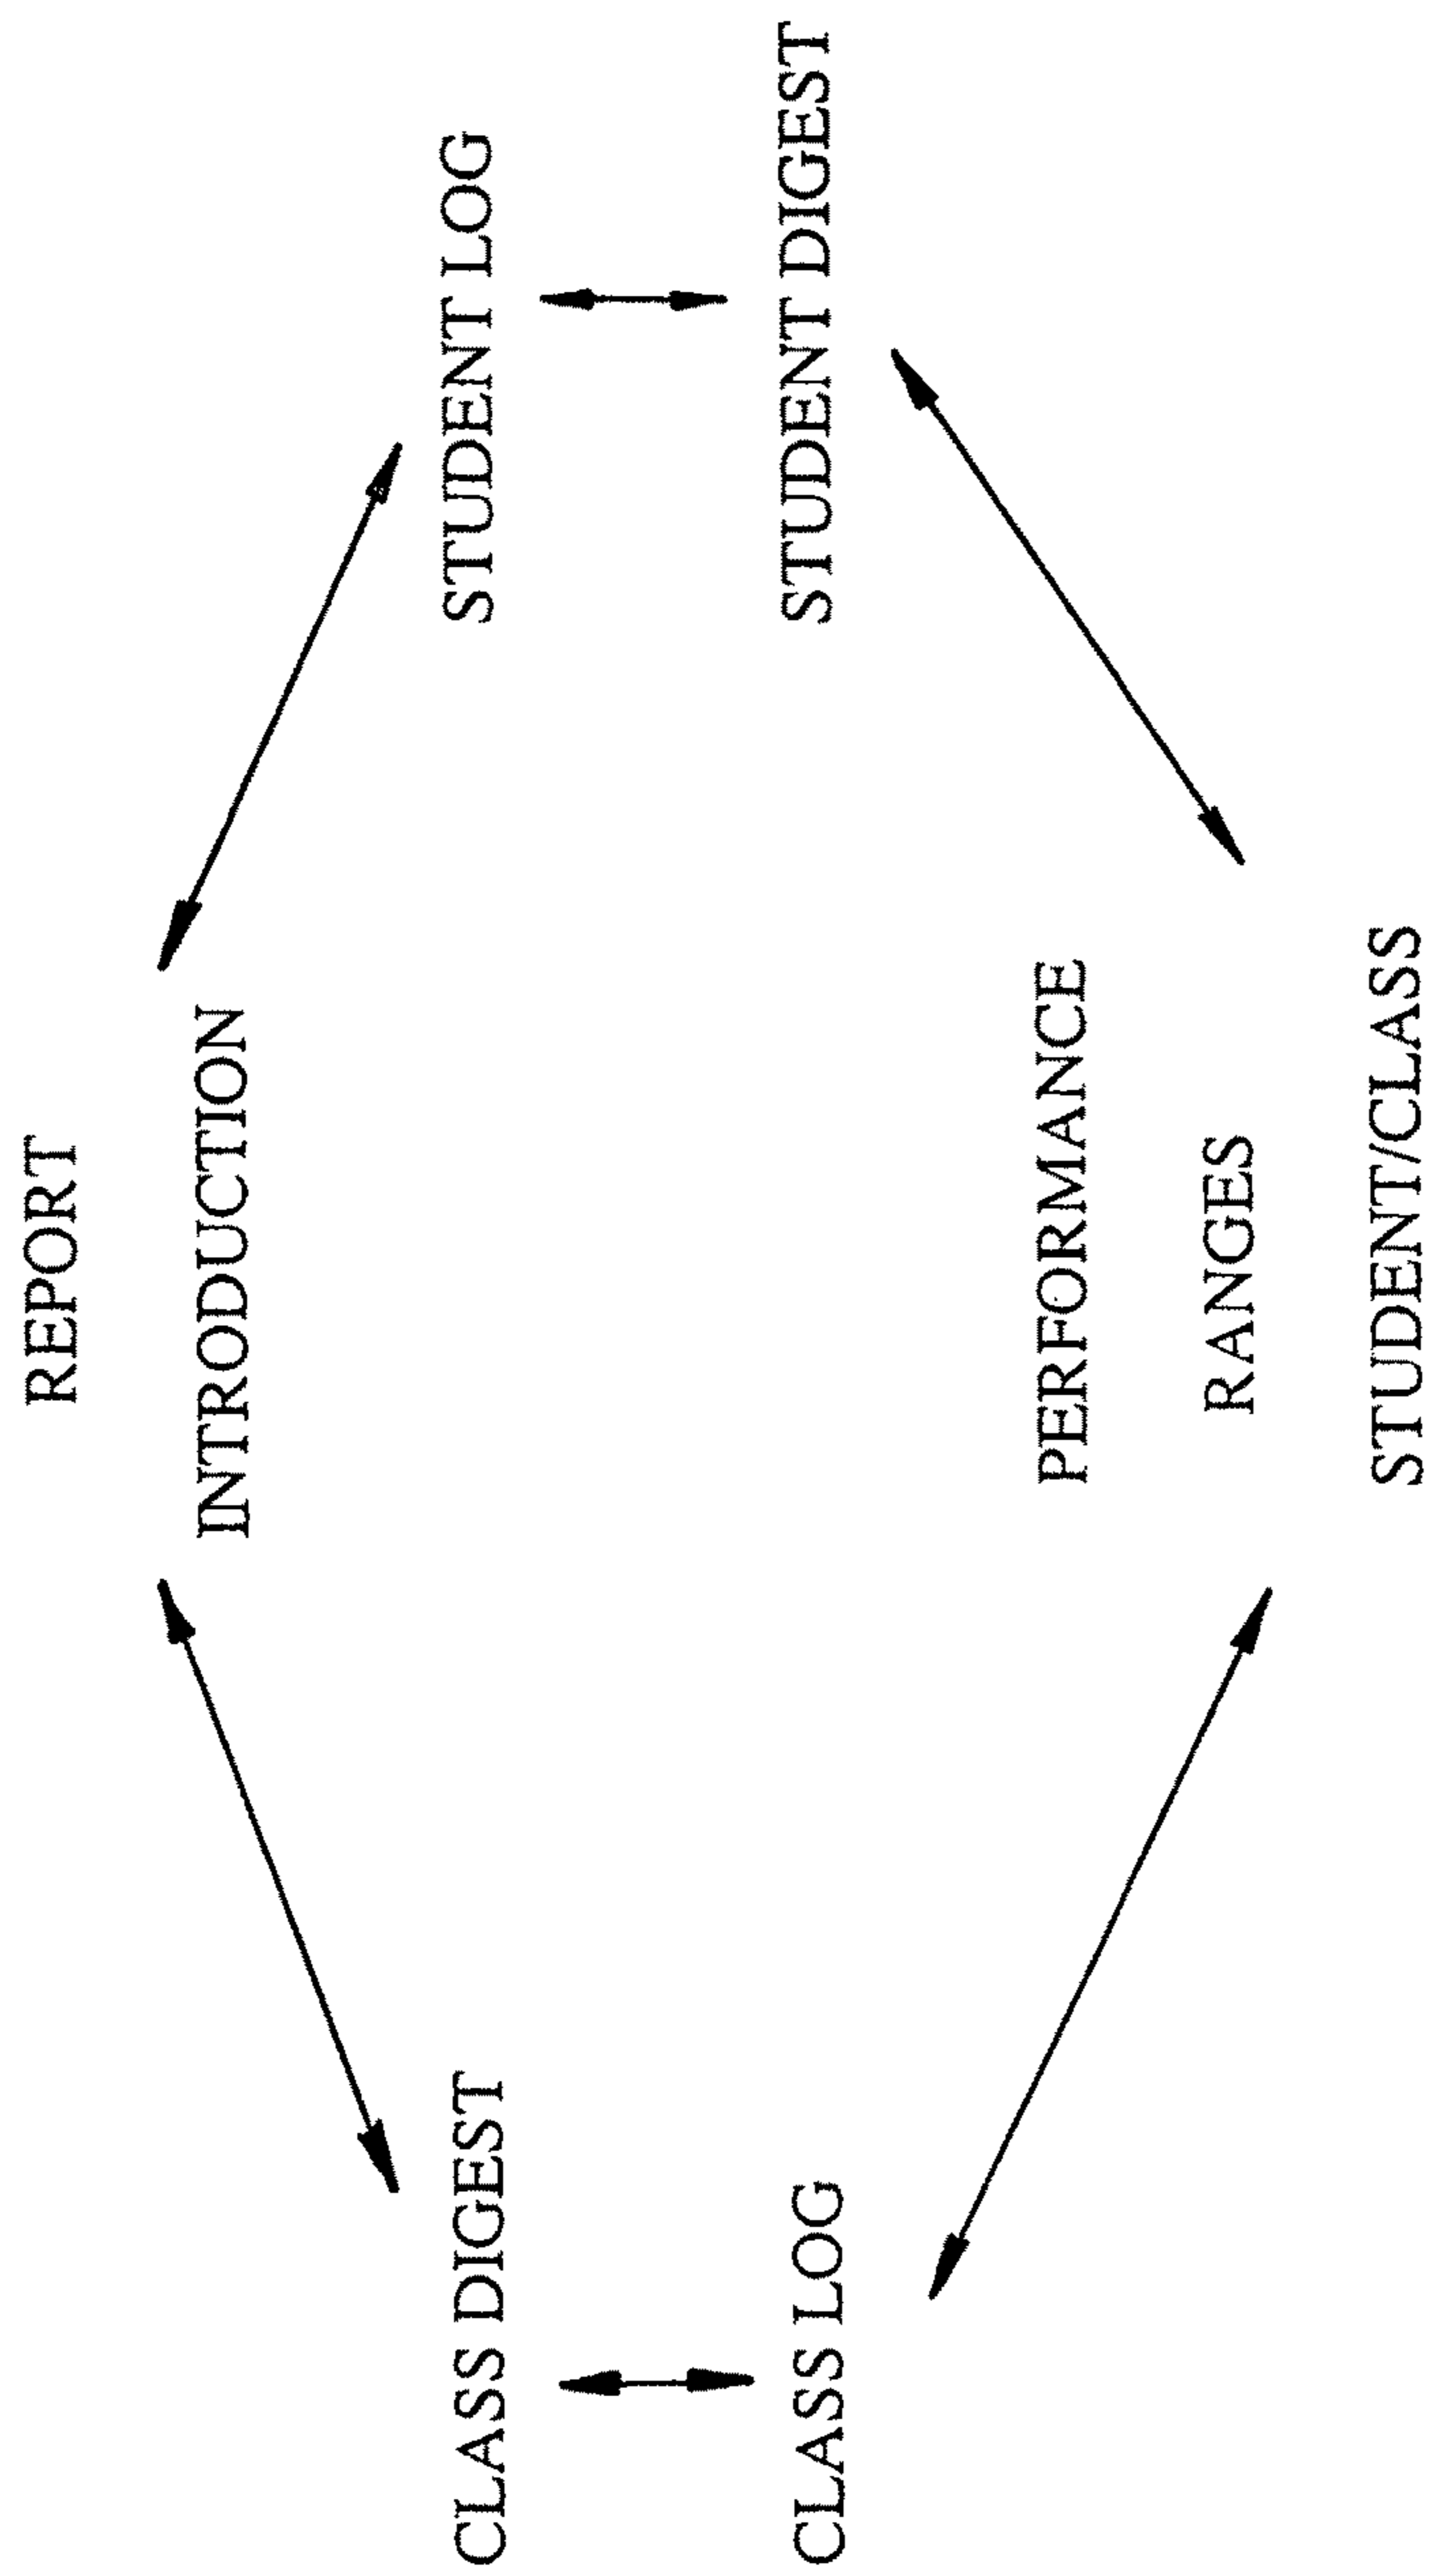 REPORT
INTRODUCTION
CLASS DIGEST
STUDENT LOG
CLASS LOG
STUDENT DIGEST
PERFORMANCE
RANGES
STUDENT/CLASS